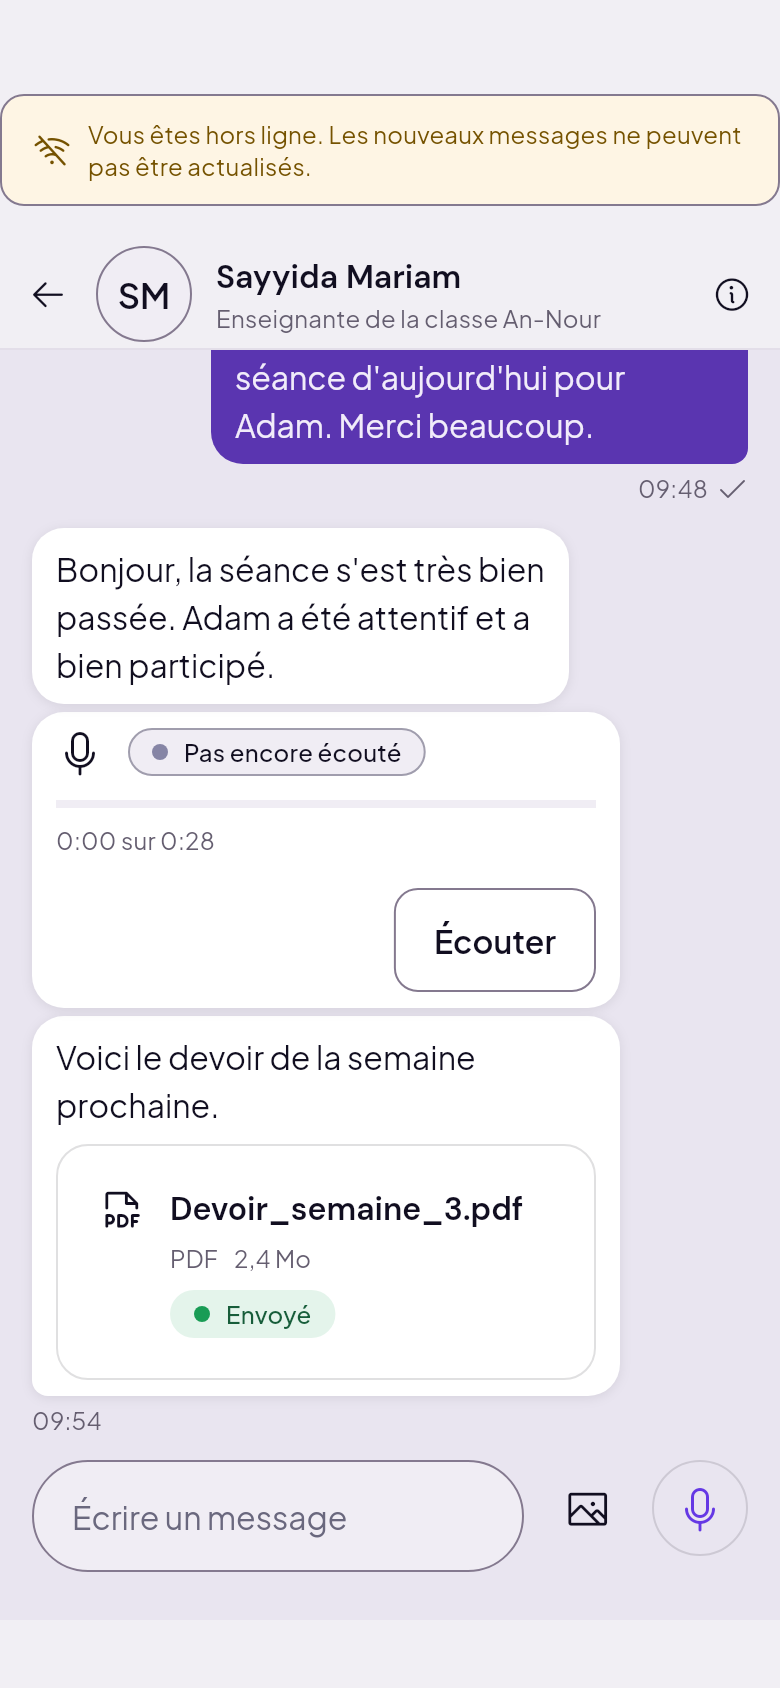 Vous êtes hors ligne. Les nouveaux messages ne peuvent
pas être actualisés.
SM
Sayyida Mariam
Enseignante de la classe An-Nour
séance d'aujourd'hui pour
Adam. Merci beaucoup.
09:48
Bonjour, la séance s'est très bien
passée. Adam a été attentif et a
bien participé.
Pas encore écouté
0:00 sur 0:28
Écouter
Voici le devoir de la semaine
prochaine.
PDF
Devoir_semaine_3.pdf
PDF 2,4 Mo
Envoyé
09:54
Écrire un message